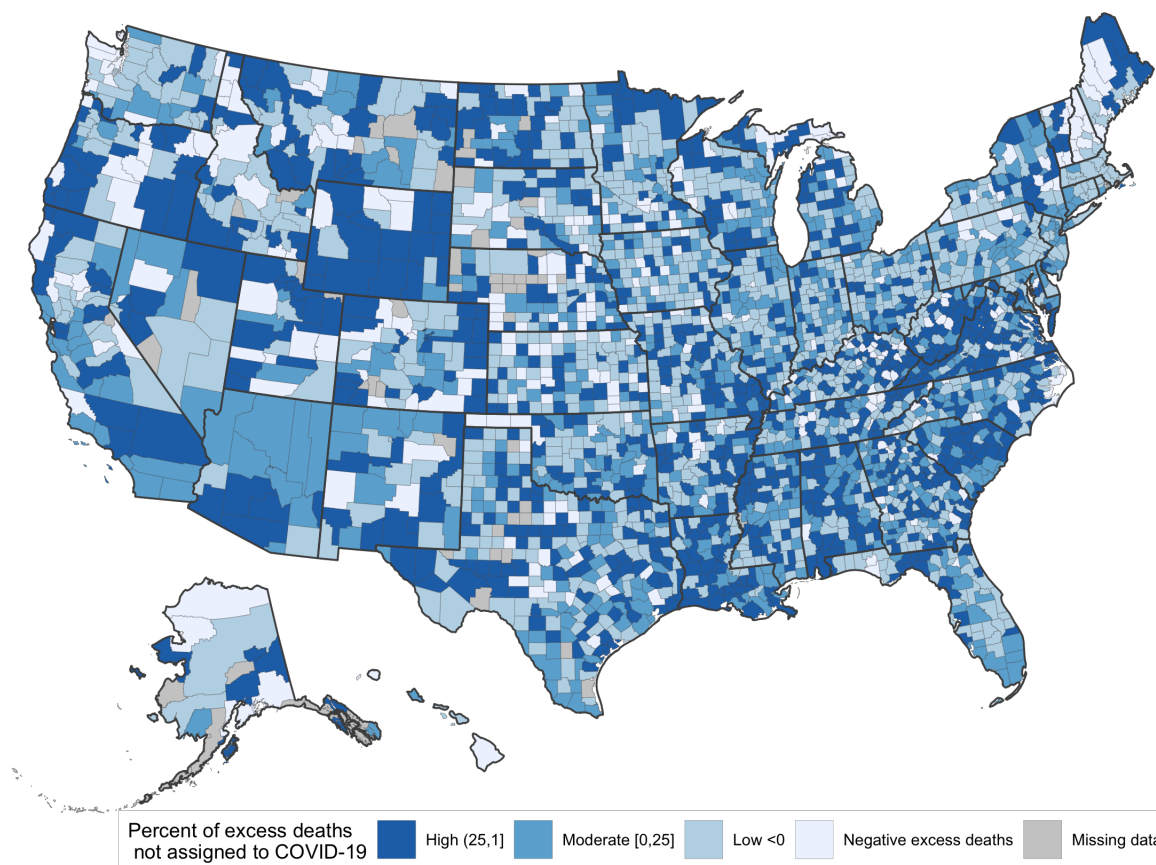 Percent of excess deaths
not assigned to COVID-19
High (25,1]
Moderate [0,25]
Low <0
Negative excess deaths
Missing data